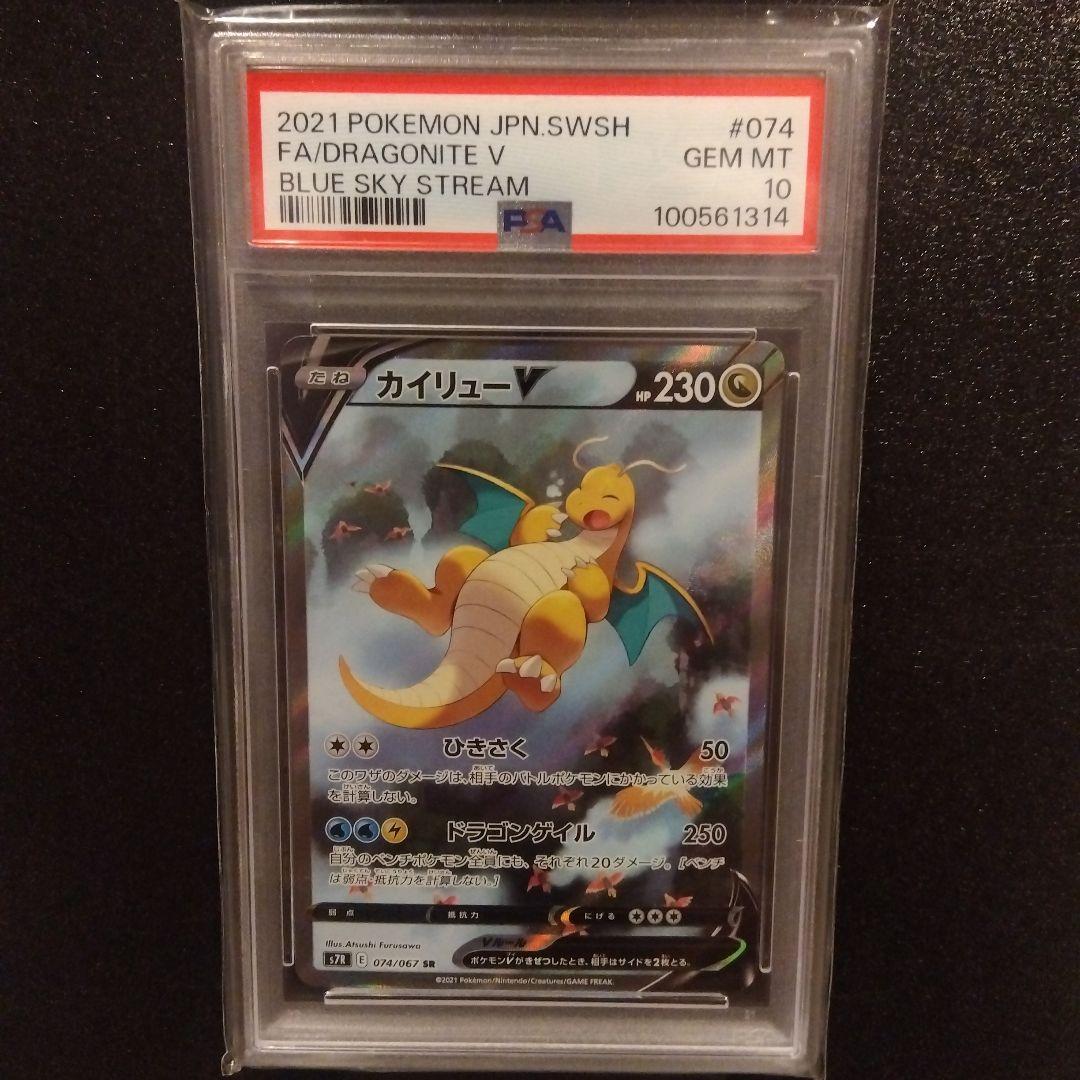 2021 POKEMON JPN.SWSH #074
FA/DRAGONITE V GEM MT
BLUE SKY STREAM 10
PSA 100561314
たね カイリューV HP 230
ひきさく 50
このワザのダメージは、相手のバトルポケモンにかかっている効果
を計算しない。
ドラゴンゲイル 250
自分のベンチポケモン全員にも、それぞれ20ダメージ。[ベンチ
は弱点・抵抗力を計算しない。]
弱点 抵抗力 にげる
Illus.Atsushi Furusawa
Vルール
s7R E 074/067 SR ポケモンVがきぜつしたとき、相手はサイドを2枚とる。
©2021 Pokémon/Nintendo/Creatures/GAME FREAK.